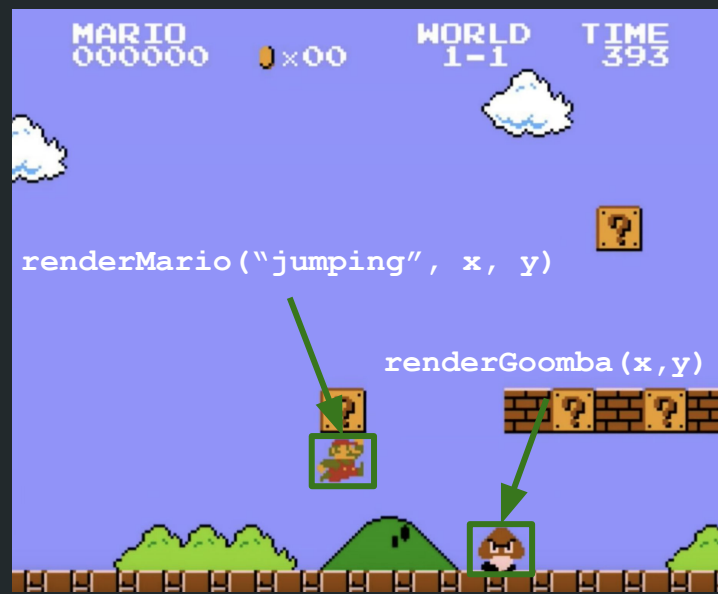 MARIO WORLD TIME
000000 ×00 1-1 393
?
renderMario(“jumping”, x, y)
renderGoomba(x,y)
? ? ?